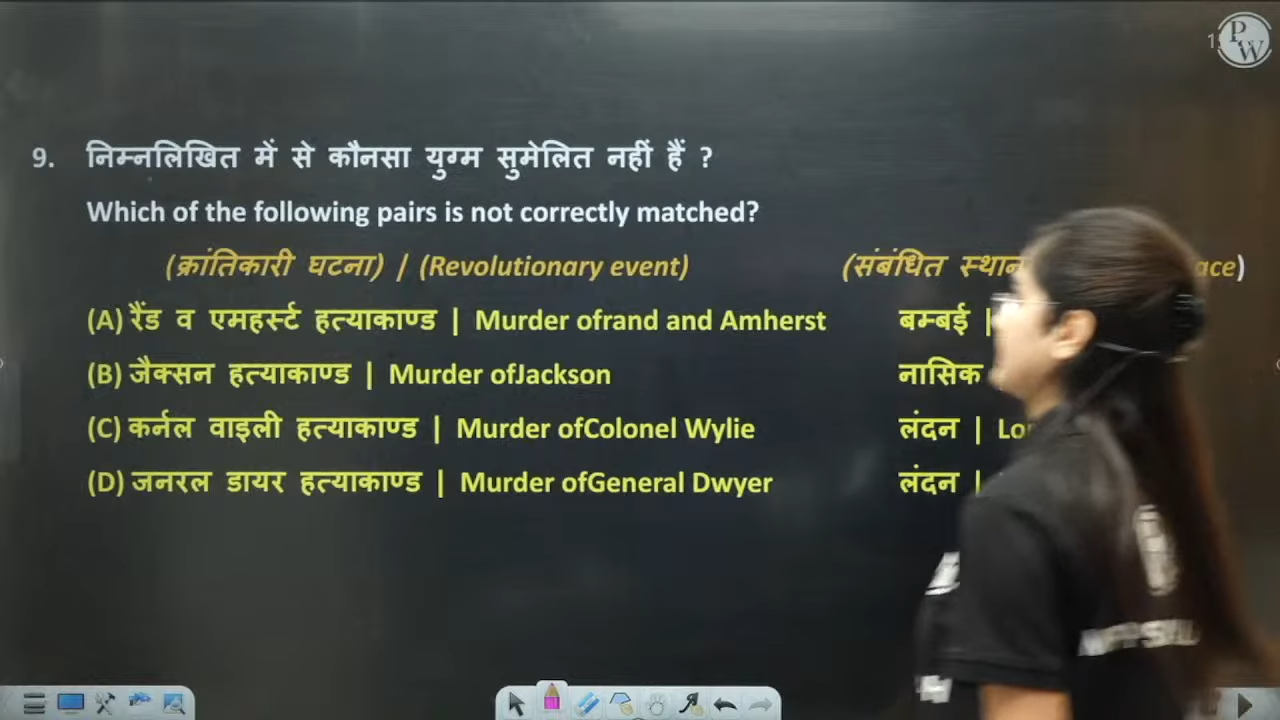 PW
9. निम्नलिखित में से कौनसा युग्म सुमेलित नहीं हैं ?
Which of the following pairs is not correctly matched?
(क्रांतिकारी घटना) / (Revolutionary event) (संबंधित
(A) रैंड व एमहर्स्ट हत्याकाण्ड | Murder ofrand and Amherst बम्बई |
(B) जैक्सन हत्याकाण्ड | Murder ofJackson नासिक
(C) कर्नल वाइली हत्याकाण्ड | Murder ofColonel Wylie लंदन |
(D) जनरल डायर हत्याकाण्ड | Murder ofGeneral Dwyer लंदन |